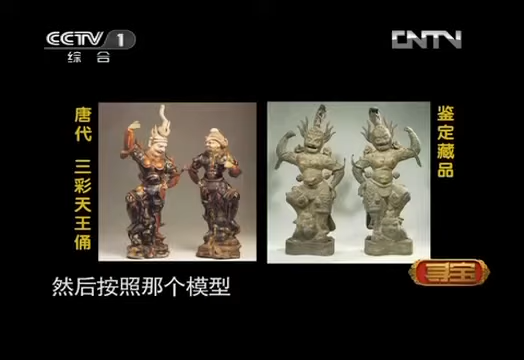 CCTV 1
综合
CNTV
唐代 三彩天王俑
鉴定藏品
寻宝
然后按照那个模型